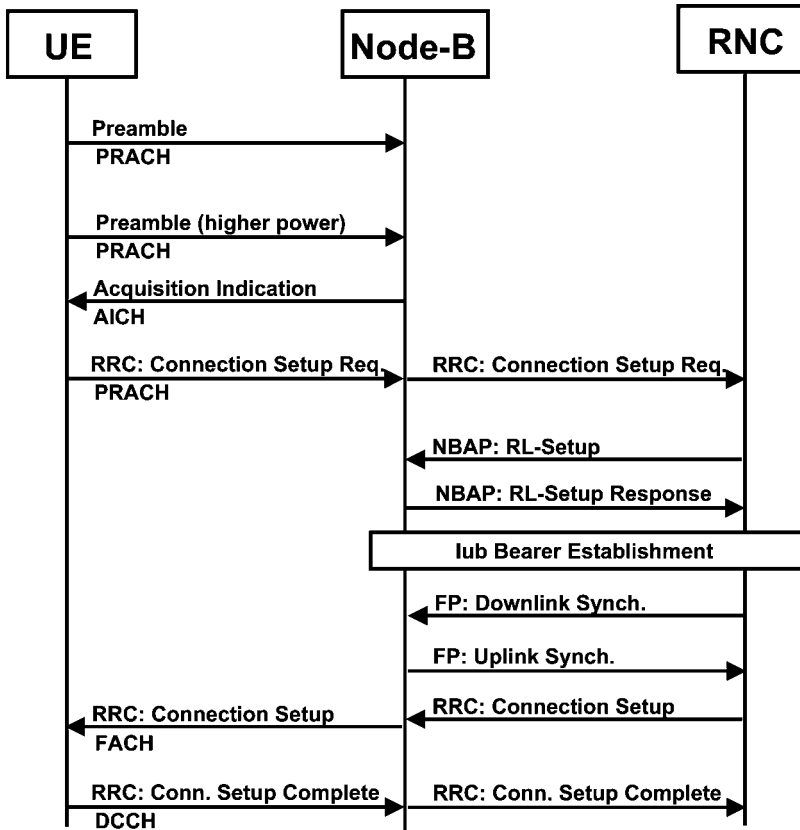 UE
Node-B
RNC
Preamble
PRACH
Preamble (higher power)
PRACH
Acquisition Indication
AICH
RRC: Connection Setup Req.
RRC: Connection Setup Req.
PRACH
NBAP: RL-Setup
NBAP: RL-Setup Response
Iub Bearer Establishment
FP: Downlink Synch.
FP: Uplink Synch.
RRC: Connection Setup
RRC: Connection Setup
FACH
RRC: Conn. Setup Complete
RRC: Conn. Setup Complete
DCCH